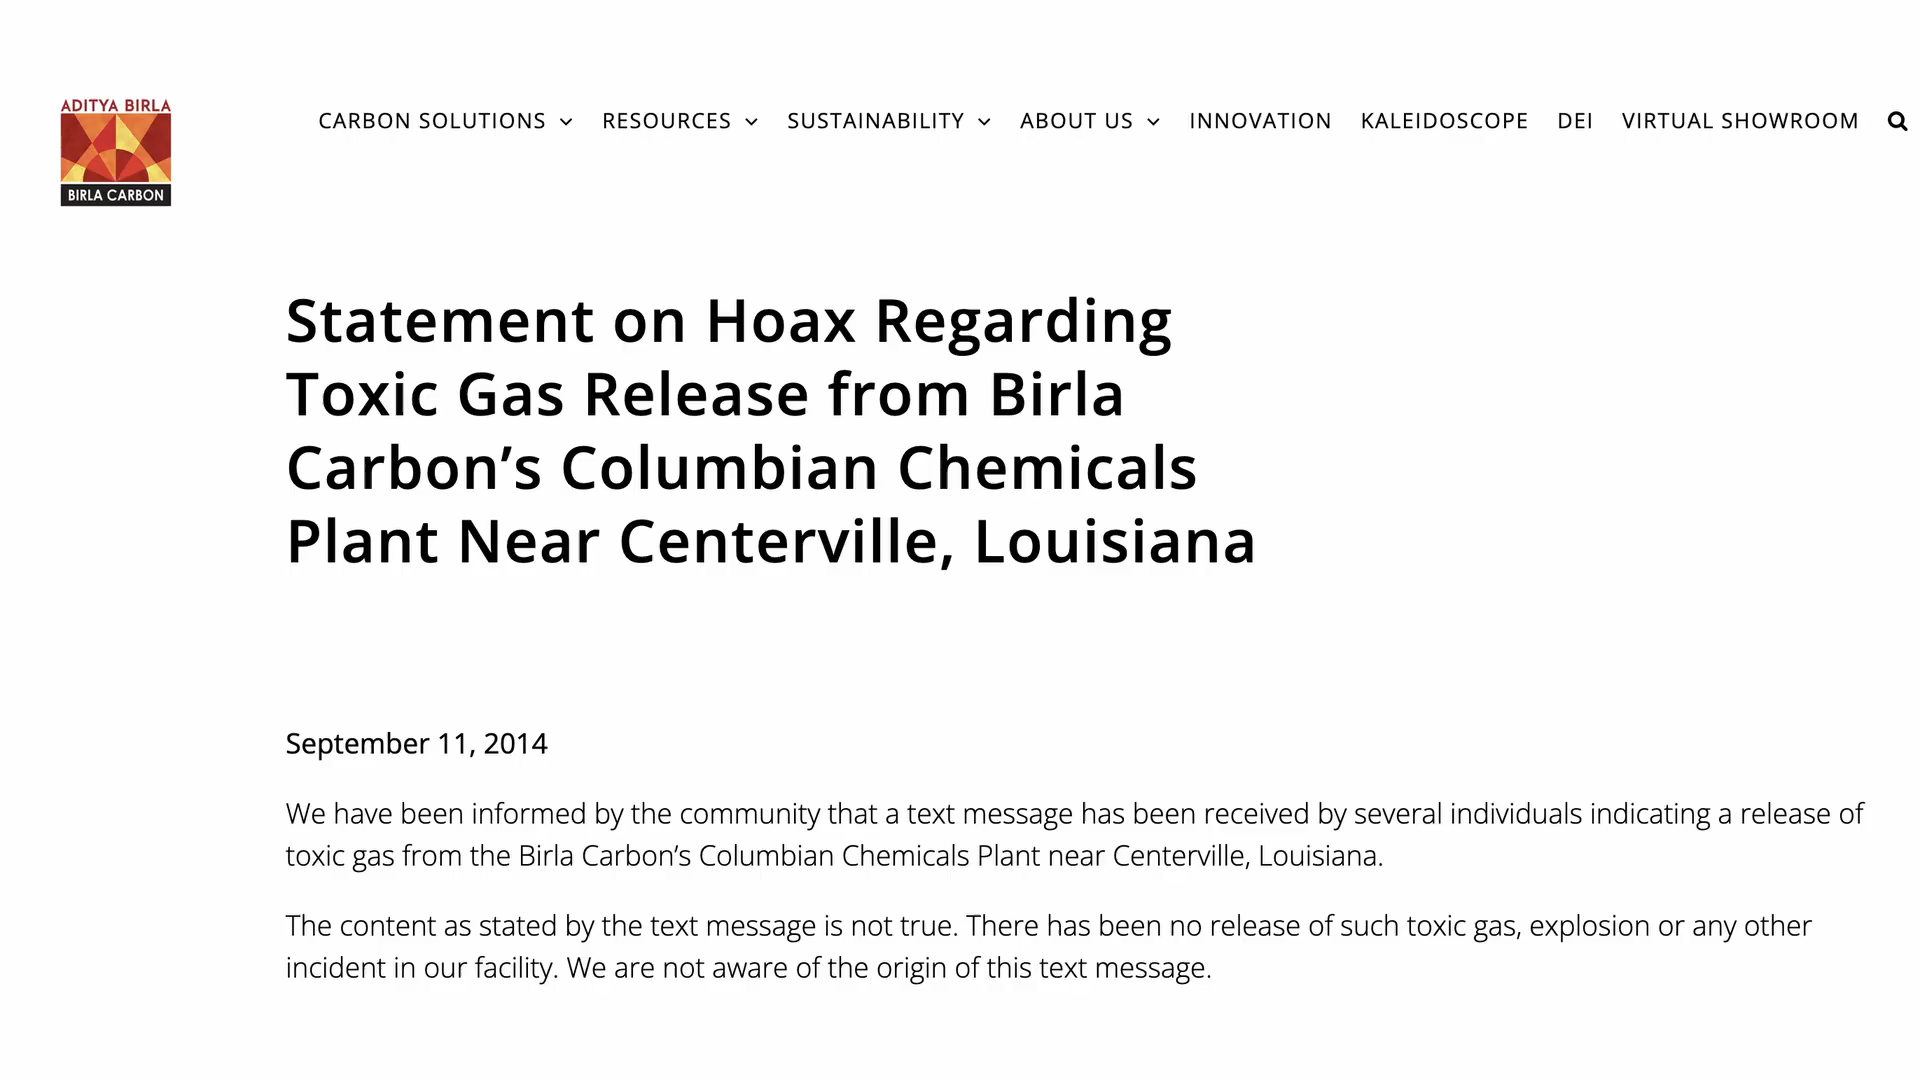 ADITYA BIRLA
BIRLA CARBON
CARBON SOLUTIONS RESOURCES SUSTAINABILITY ABOUT US INNOVATION KALEIDOSCOPE DEI VIRTUAL SHOWROOM
Statement on Hoax Regarding
Toxic Gas Release from Birla
Carbon’s Columbian Chemicals
Plant Near Centerville, Louisiana
September 11, 2014
We have been informed by the community that a text message has been received by several individuals indicating a release of
toxic gas from the Birla Carbon’s Columbian Chemicals Plant near Centerville, Louisiana.
The content as stated by the text message is not true. There has been no release of such toxic gas, explosion or any other
incident in our facility. We are not aware of the origin of this text message.